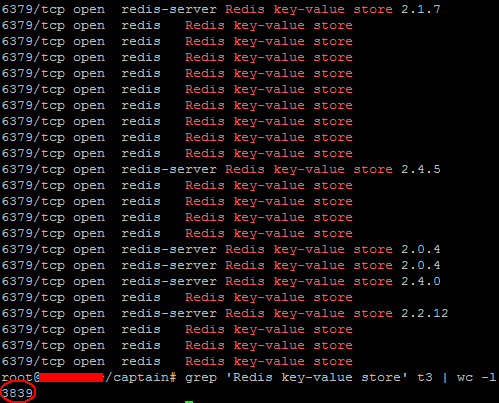 6379/tcp open  redis-server Redis key-value store 2.1.7
6379/tcp open  redis   Redis key-value store
6379/tcp open  redis   Redis key-value store
6379/tcp open  redis   Redis key-value store
6379/tcp open  redis   Redis key-value store
6379/tcp open  redis   Redis key-value store
6379/tcp open  redis   Redis key-value store
6379/tcp open  redis   Redis key-value store
6379/tcp open  redis   Redis key-value store
6379/tcp open  redis   Redis key-value store
6379/tcp open  redis-server Redis key-value store 2.4.5
6379/tcp open  redis   Redis key-value store
6379/tcp open  redis   Redis key-value store
6379/tcp open  redis   Redis key-value store
6379/tcp open  redis   Redis key-value store
6379/tcp open  redis-server Redis key-value store 2.0.4
6379/tcp open  redis-server Redis key-value store 2.0.4
6379/tcp open  redis-server Redis key-value store 2.4.0
6379/tcp open  redis   Redis key-value store
6379/tcp open  redis-server Redis key-value store 2.2.12
6379/tcp open  redis   Redis key-value store
6379/tcp open  redis   Redis key-value store
6379/tcp open  redis   Redis key-value store
root@ /captain# grep 'Redis key-value store' t3 | wc -l
3839